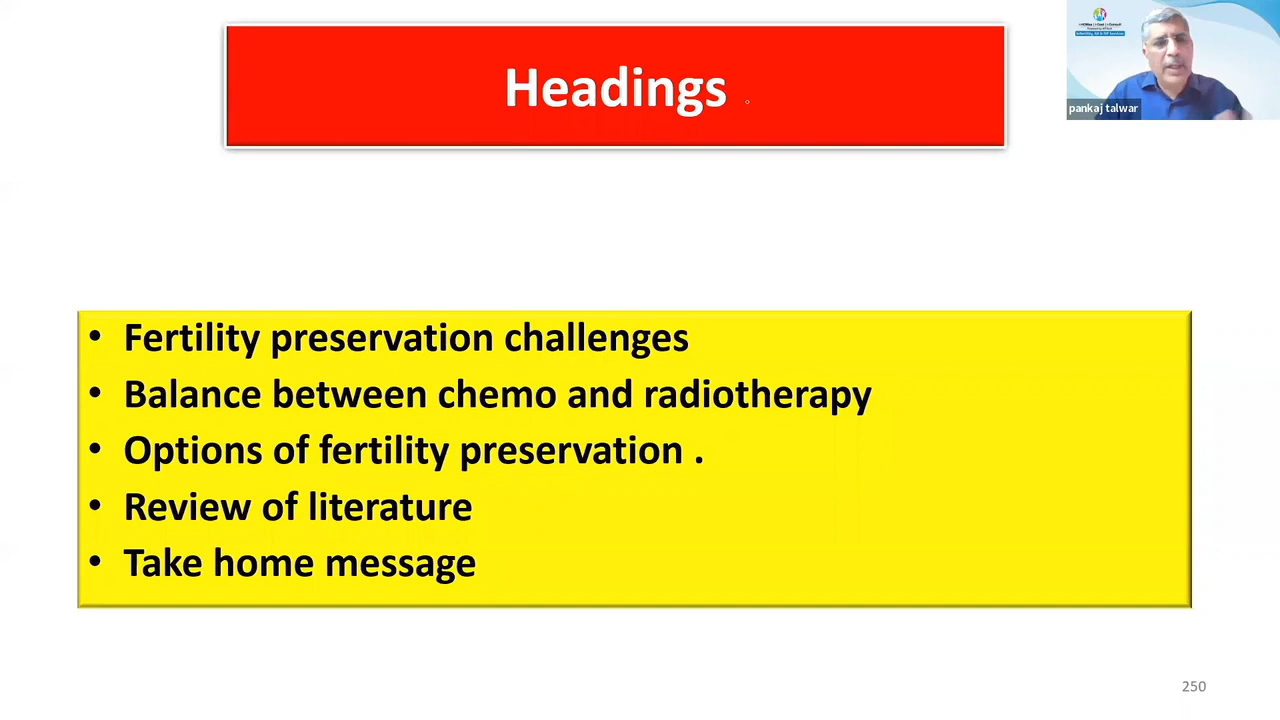 Headings
• Fertility preservation challenges
• Balance between chemo and radiotherapy
• Options of fertility preservation .
• Review of literature
• Take home message
pankaj talwar
250